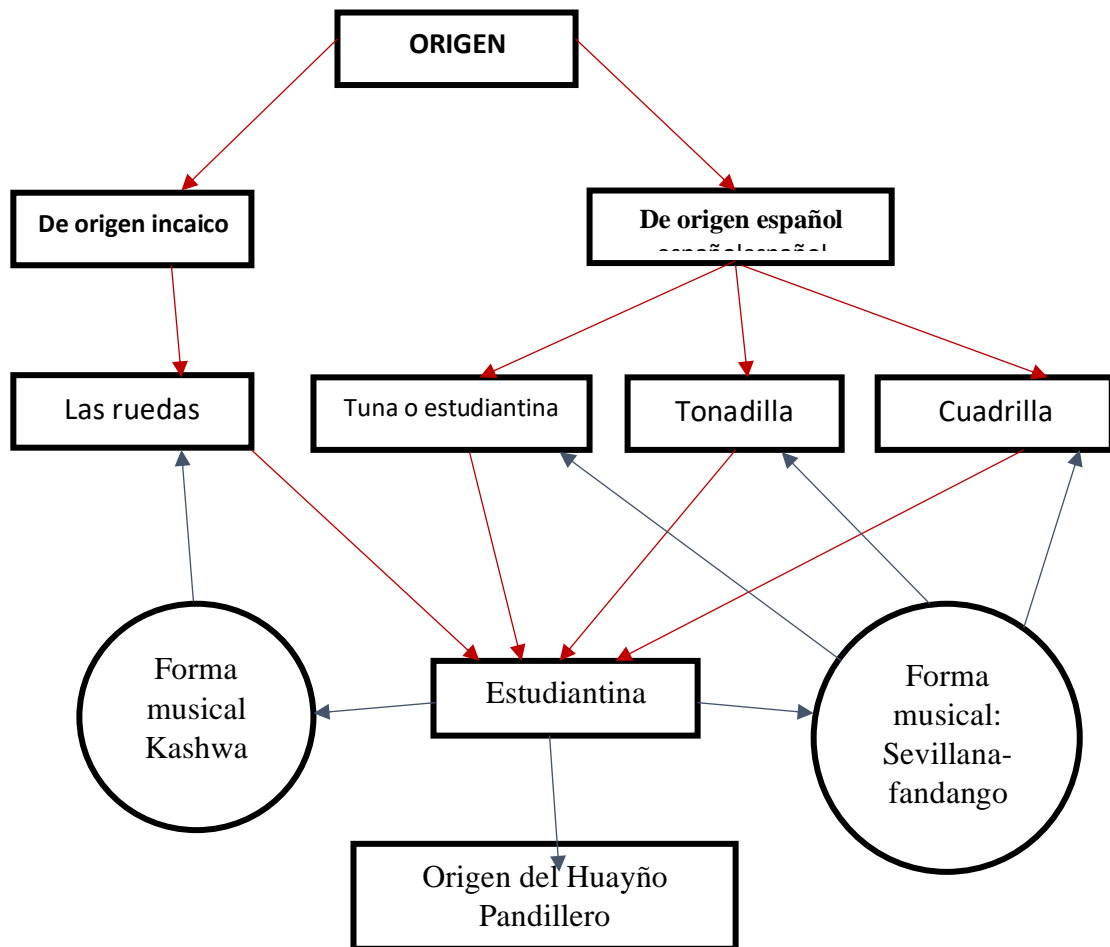 ORIGEN
De origen incaico
De origen español
españolespañol
Las ruedas
Tuna o estudiantina
Tonadilla
Cuadrilla
Forma
musical
Kashwa
Estudiantina
Forma
musical:
Sevillana-
fandango
Origen del Huayño
Pandillero